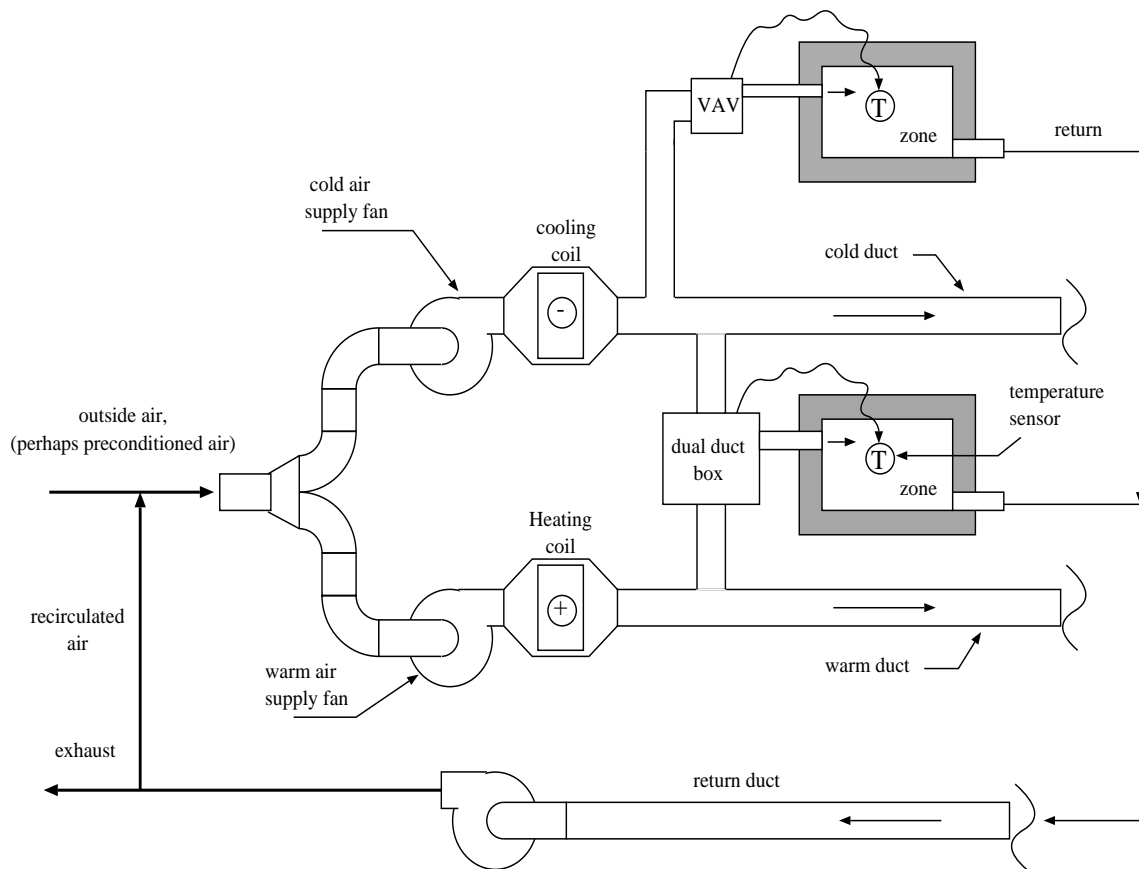 VAV
T
zone
return
cold air
supply fan
cooling
coil
-
cold duct
outside air,
(perhaps preconditioned air)
dual duct
box
T
zone
temperature
sensor
Heating
coil
+
recirculated
air
warm air
supply fan
warm duct
exhaust
return duct